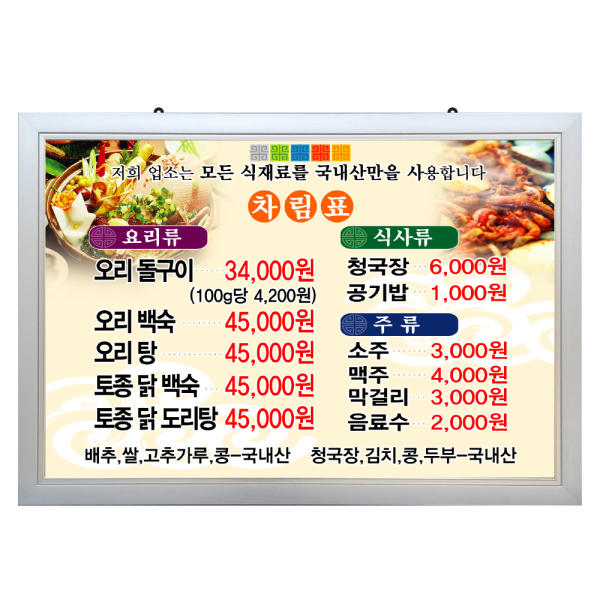 저희 업소는 모든 식재료를 국내산만을 사용합니다
차림표
요리류
오리 돌구이 34,000원
(100g당 4,200원)
오리 백숙 45,000원
오리 탕 45,000원
토종 닭 백숙 45,000원
토종 닭 도리탕 45,000원
식사류
청국장 6,000원
공기밥 1,000원
주 류
소주 3,000원
맥주 4,000원
막걸리 3,000원
음료수 2,000원
배추,쌀,고추가루,콩-국내산 청국장,김치,콩,두부-국내산